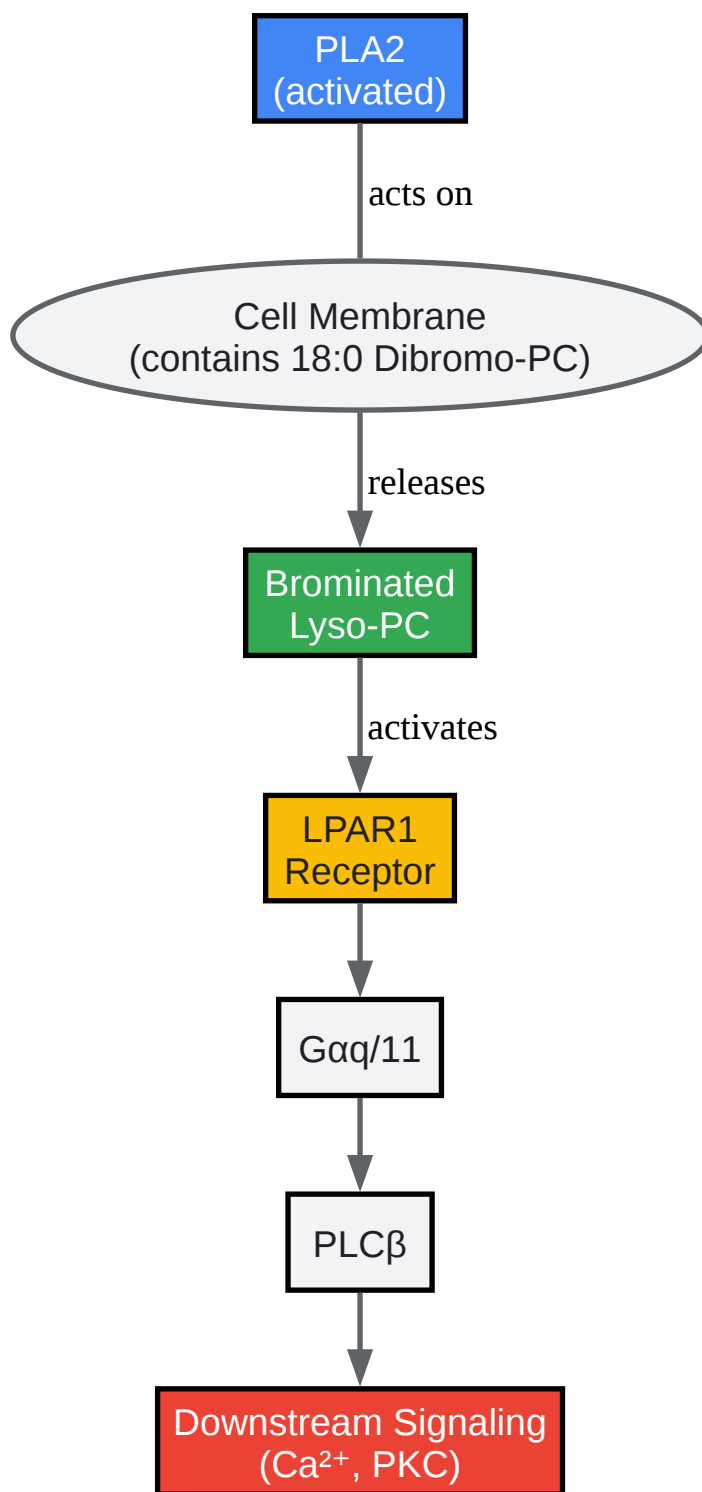 PLA2
(activated)
acts on
Cell Membrane
(contains 18:0 Dibromo-PC)
releases
Brominated
Lyso-PC
activates
LPAR1
Receptor
Gαq/11
PLCβ
Downstream Signaling
(Ca²⁺, PKC)